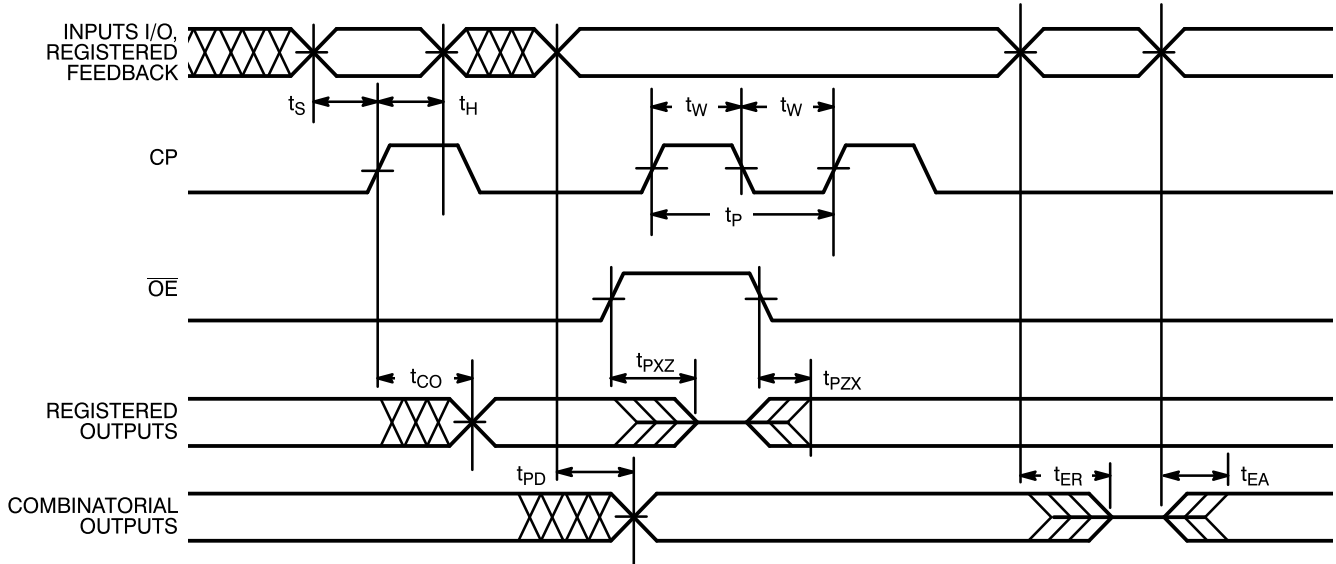 INPUTS I/O,
REGISTERED
FEEDBACK
tS
tH
tW
tW
CP
tP
OE
tPXZ
tCO
tPZX
REGISTERED
OUTPUTS
tPD
tER
tEA
COMBINATORIAL
OUTPUTS